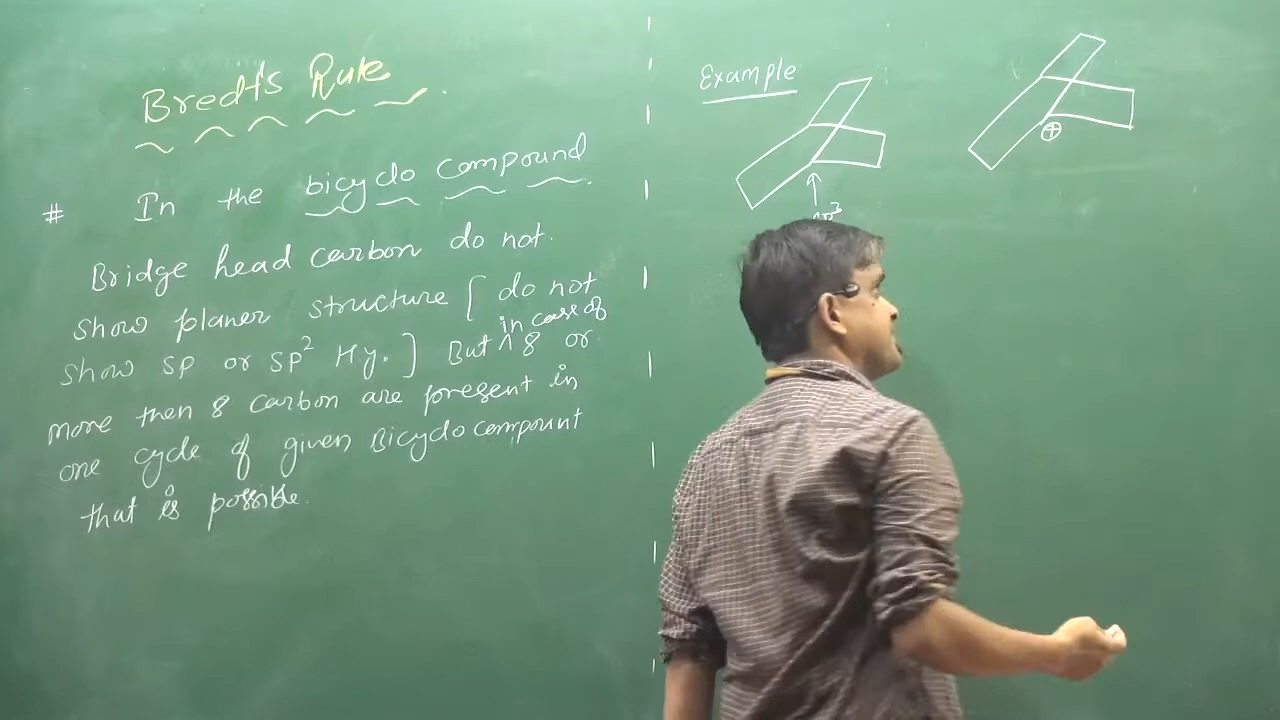 Bredt's Rule
# In the bicyclo compound
Bridge head carbon do not.
show planer structure [ do not
show sp or sp² Hy. ] But ^ in case of 8 or
more then 8 carbon are present in
one cycle of given Bicyclo compount
that is possible.
Example
⊕